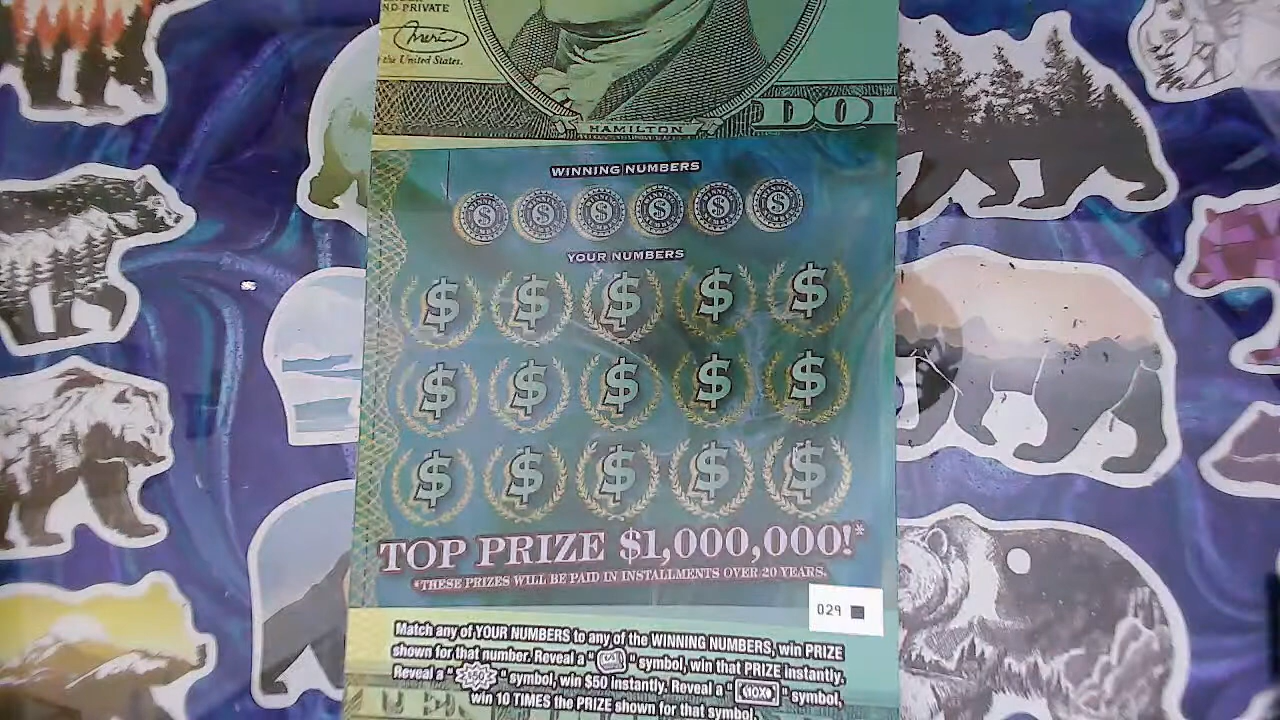 ND PRIVATE
the United States.
HAMILTON
DOL
WINNING NUMBERS
$ $ $ $ $ $
YOUR NUMBERS
$ $ $ $ $
$ $ $ $ $
$ $ $ $ $
TOP PRIZE $1,000,000!*
*THESE PRIZES WILL BE PAID IN INSTALLMENTS OVER 20 YEARS.
029
Match any of YOUR NUMBERS to any of the WINNING NUMBERS, win PRIZE
shown for that number. Reveal a " " symbol, win that PRIZE instantly.
Reveal a " " symbol, win $50 instantly. Reveal a " 10X " symbol,
win 10 TIMES the PRIZE shown for that symbol.